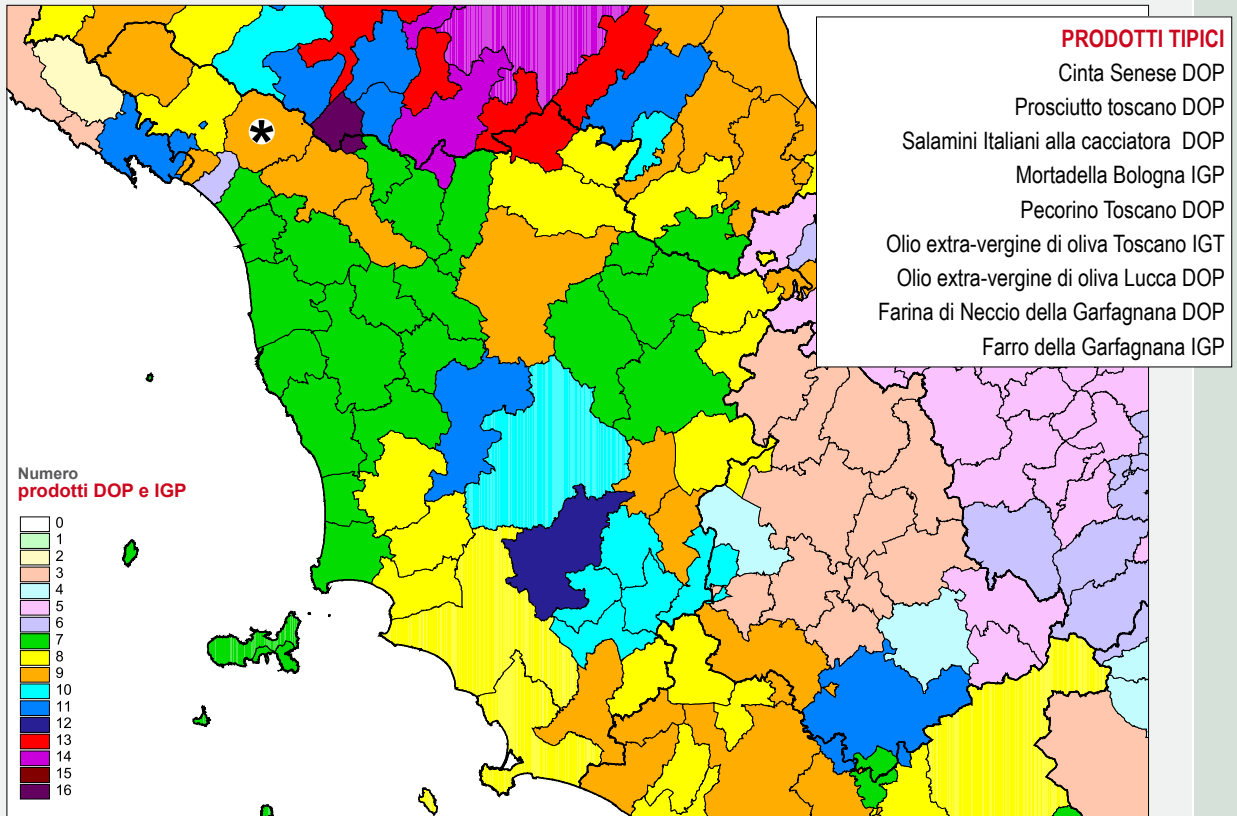 PRODOTTI TIPICI
Cinta Senese DOP
Prosciutto toscano DOP
Salamini Italiani alla cacciatora DOP
Mortadella Bologna IGP
Pecorino Toscano DOP
Olio extra-vergine di oliva Toscano IGT
Olio extra-vergine di oliva Lucca DOP
Farina di Neccio della Garfagnana DOP
Farro della Garfagnana IGP
*
Numero
prodotti DOP e IGP
0
1
2
3
4
5
6
7
8
9
10
11
12
13
14
15
16